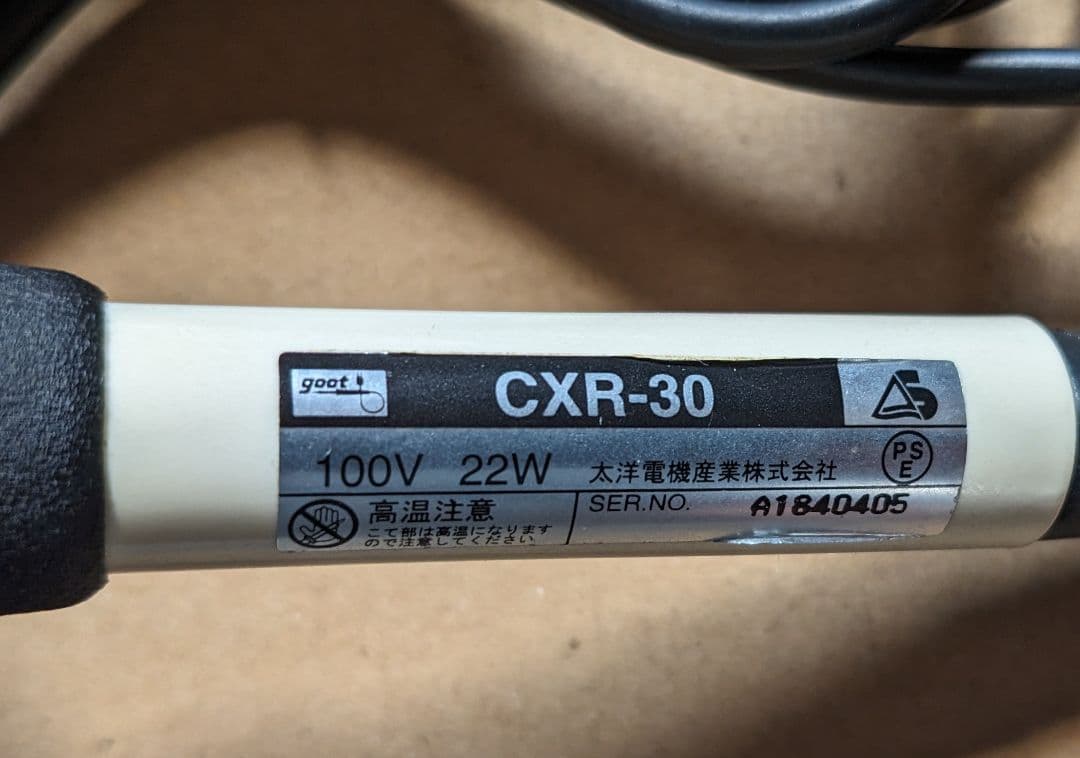 goot
CXR-30
100V 22W 太洋電機産業株式会社
PS
E
高温注意
こて部は高温になります
ので注意してください
SER.NO. A1840405